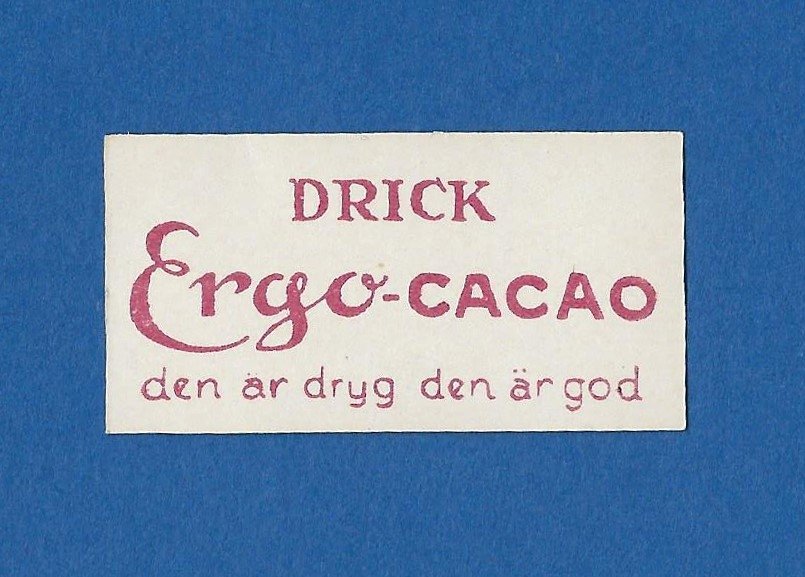 DRICK
Ergo-CACAO
den är dryg den är god